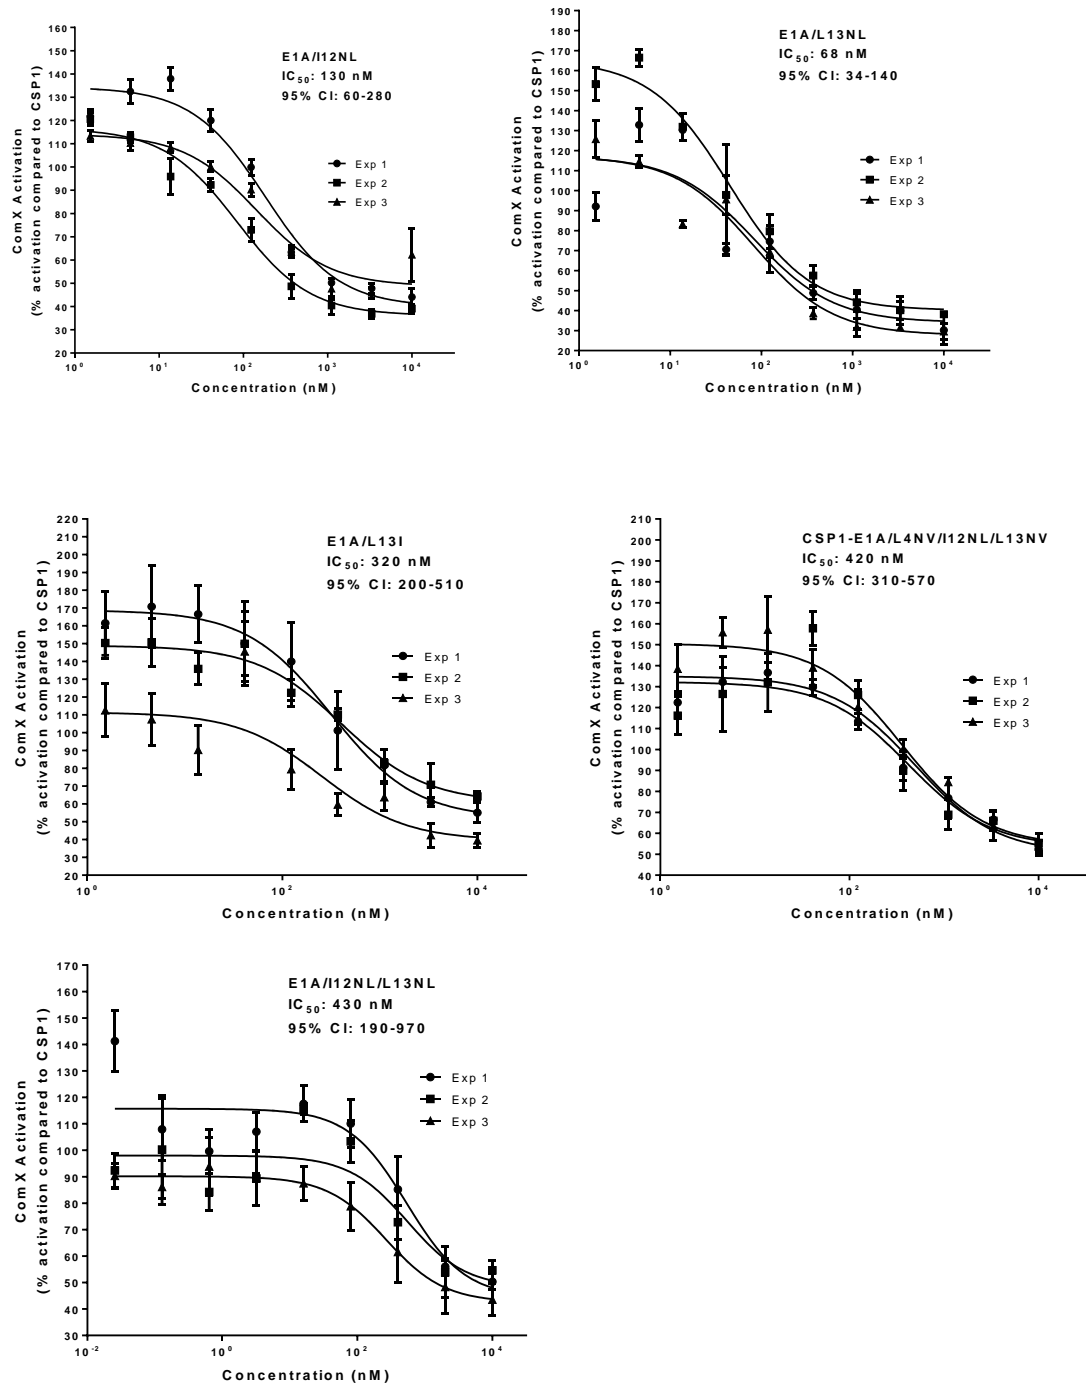 E1A/I12NL
IC50: 130 nM
95% CI: 60-280
Exp 1
Exp 2
Exp 3
ComX Activation
(% activation compared to CSP1)
160
150
140
130
120
110
100
90
80
70
60
50
40
30
20
10^0 10^1 10^2 10^3 10^4
Concentration (nM)
E1A/L13NL
IC50: 68 nM
95% CI: 34-140
Exp 1
Exp 2
Exp 3
ComX Activation
(% activation compared to CSP1)
190
180
170
160
150
140
130
120
110
100
90
80
70
60
50
40
30
20
10^0 10^1 10^2 10^3 10^4
Concentration (nM)
E1A/L13I
IC50: 320 nM
95% CI: 200-510
Exp 1
Exp 2
Exp 3
ComX Activation
(% activation compared to CSP1)
220
210
200
190
180
170
160
150
140
130
120
110
100
90
80
70
60
50
40
30
20
10^0 10^2 10^4
Concentration (nM)
CSP1-E1A/L4NV/I12NL/L13NV
IC50: 420 nM
95% CI: 310-570
Exp 1
Exp 2
Exp 3
ComX Activation
(% activation compared to CSP1)
210
200
190
180
170
160
150
140
130
120
110
100
90
80
70
60
50
40
10^0 10^2 10^4
Concentration (nM)
E1A/I12NL/L13NL
IC50: 430 nM
95% CI: 190-970
Exp 1
Exp 2
Exp 3
ComX Activation
(% activation compared to CSP1)
170
160
150
140
130
120
110
100
90
80
70
60
50
40
30
10^-2 10^0 10^2 10^4
Concentration (nM)